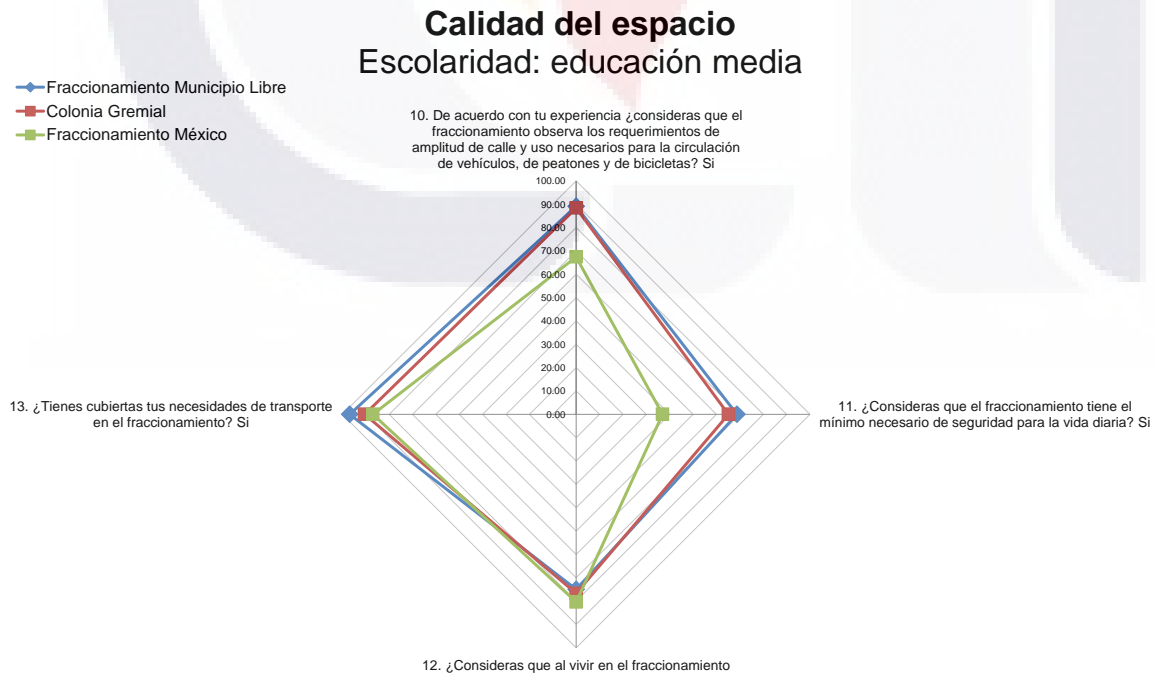 Calidad del espacio
Escolaridad: educación media
Fraccionamiento Municipio Libre
Colonia Gremial
Fraccionamiento México
10. De acuerdo con tu experiencia ¿consideras que el
fraccionamiento observa los requerimientos de
amplitud de calle y uso necesarios para la circulación
de vehículos, de peatones y de bicicletas? Si
100.00
90.00
80.00
70.00
60.00
50.00
40.00
30.00
20.00
10.00
0.00
13. ¿Tienes cubiertas tus necesidades de transporte
en el fraccionamiento? Si
11. ¿Consideras que el fraccionamiento tiene el
mínimo necesario de seguridad para la vida diaria? Si
12. ¿Consideras que al vivir en el fraccionamiento